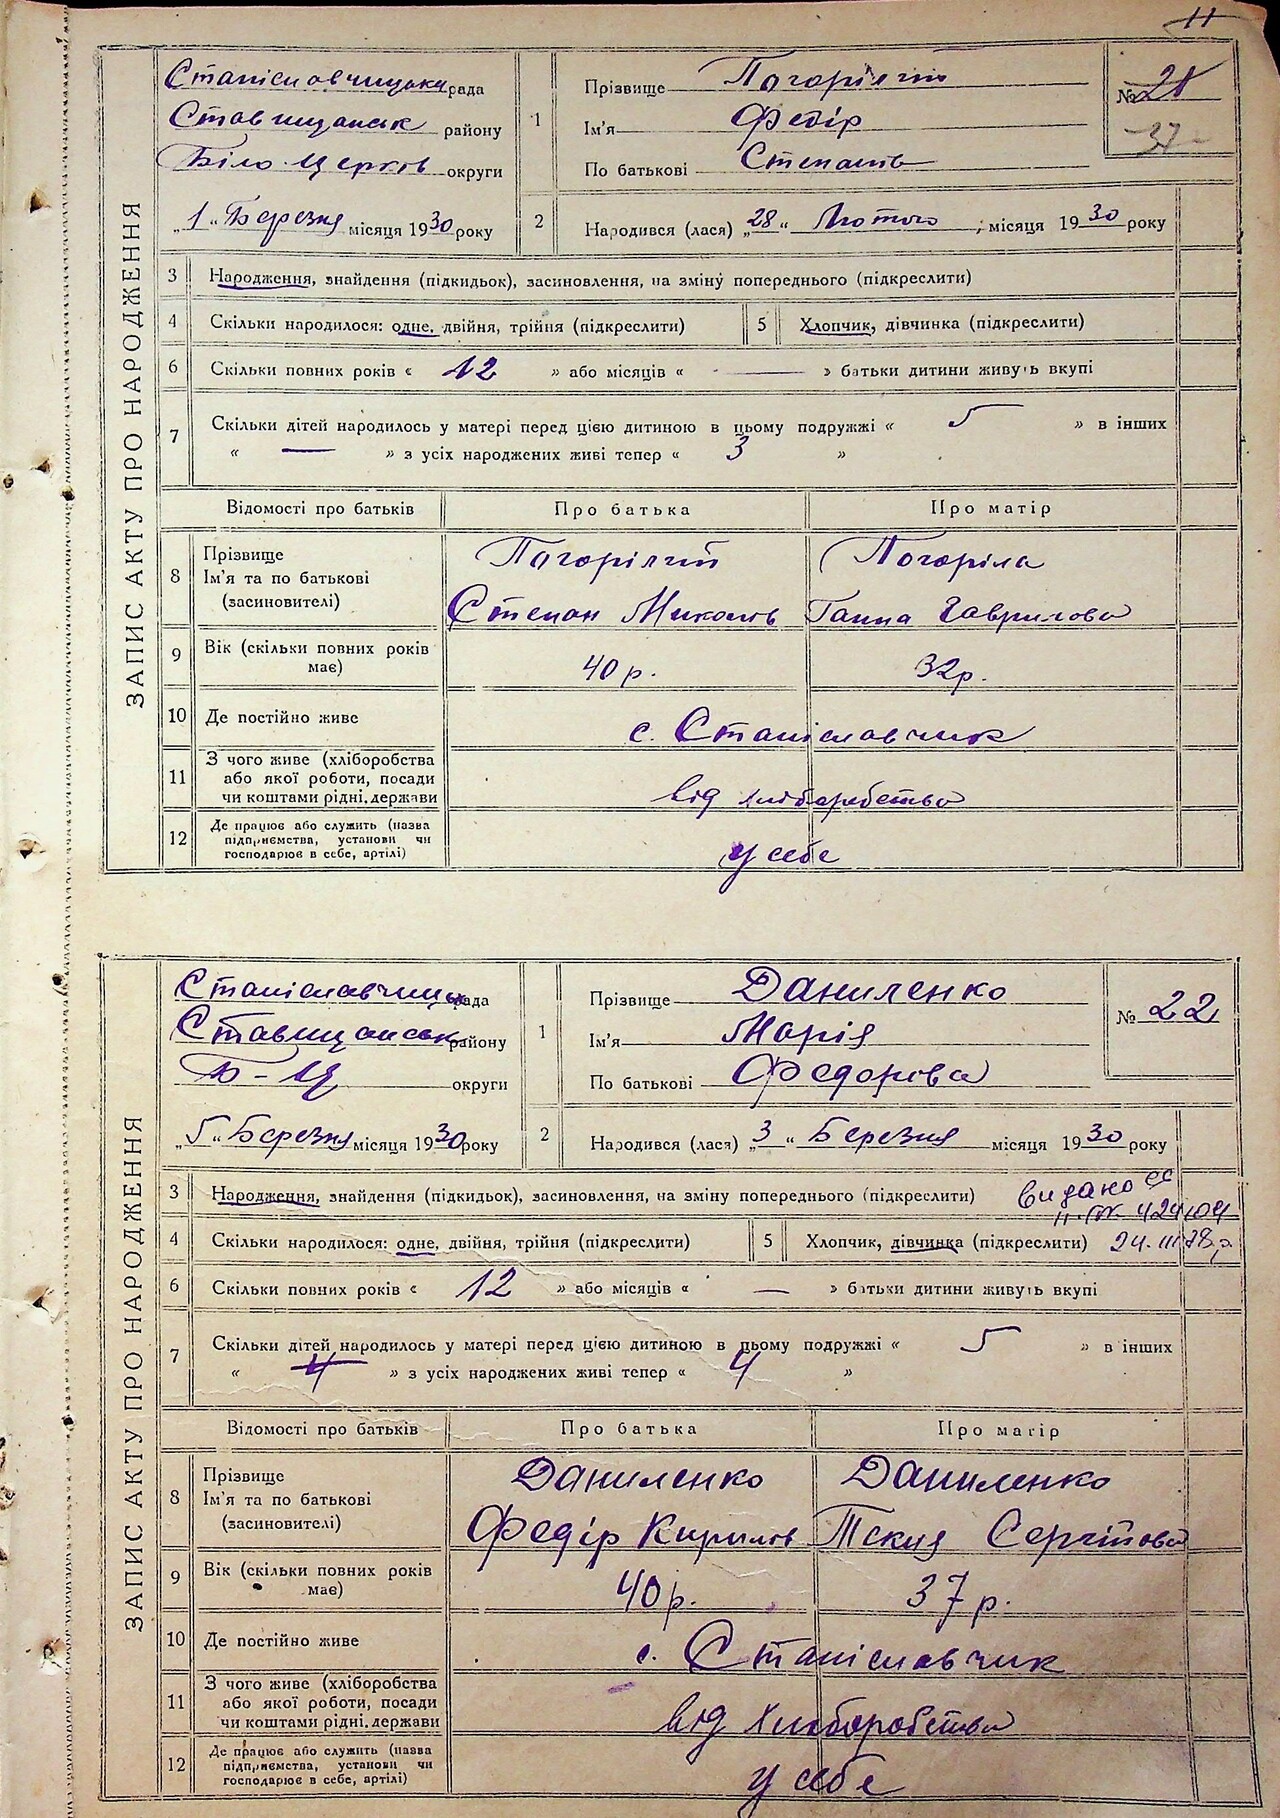 11
ЗАПИС АКТУ ПРО НАРОДЖЕННЯ
Станіславчицька рада
Ставищанськ району
Біло-Церків округи
„1“ Березня місяця 1930 року
1 Прізвище Погорілий
Ім'я Федір
По батькові Степанів
№ 21
37
2 Народився (лася) „28“ Лютого місяця 1930 року
3 Народження, знайдення (підкидьок), засиновлення, на зміну попереднього (підкреслити)
4 Скільки народилося: одне, двійня, трійня (підкреслити) 5 Хлопчик, дівчинка (підкреслити)
6 Скільки повних років « 12 » або місяців « — » батьки дитини живуть вкупі
7 Скільки дітей народилось у матері перед цією дитиною в цьому подружжі « 5 » в інших
« — » з усіх народжених живі тепер « 3 »
Відомості про батьків Про батька Про матір
8 Прізвище Погорілий Погоріла
Ім'я та по батькові
(засиновителі) Степан Микол Ганна Гаврилова
9 Вік (скільки повних років має) 40 р. 32 р.
10 Де постійно живе с. Станіславчик
11 З чого живе (хліборобства
або якої роботи, посади
чи коштами рідні, держави від хліборобства
12 Де працює або служить (назва
підприємства, установи чи
господарює в себе, артілі) у себе
ЗАПИС АКТУ ПРО НАРОДЖЕННЯ
Станіславчицьк рада
Ставищанськ району
Б-Ц округи
„5“ Березня місяця 1930 року
1 Прізвище Даниленко
Ім'я Марія
По батькові Федорівна
№ 22
2 Народився (лася) „3“ Березня місяця 1930 року
3 Народження, знайдення (підкидьок), засиновлення, на зміну попереднього (підкреслити) видано
424104
4 Скільки народилося: одне, двійня, трійня (підкреслити) 5 Хлопчик, дівчинка (підкреслити) 24.III 78р
6 Скільки повних років « 12 » або місяців « — » батьки дитини живуть вкупі
7 Скільки дітей народилось у матері перед цією дитиною в цьому подружжі « 5 » в інших
« 4 » з усіх народжених живі тепер « 4 »
Відомості про батьків Про батька Про матір
8 Прізвище Даниленко Даниленко
Ім'я та по батькові
(засиновителі) Федір Кирилів Текля Сергіїова
9 Вік (скільки повних років має) 40 р. 37 р.
10 Де постійно живе с. Станіславчик
11 З чого живе (хліборобства
або якої роботи, посади
чи коштами рідні, держави від хліборобства
12 Де працює або служить (назва
підприємства, установи чи
господарює в себе, артілі) у себе